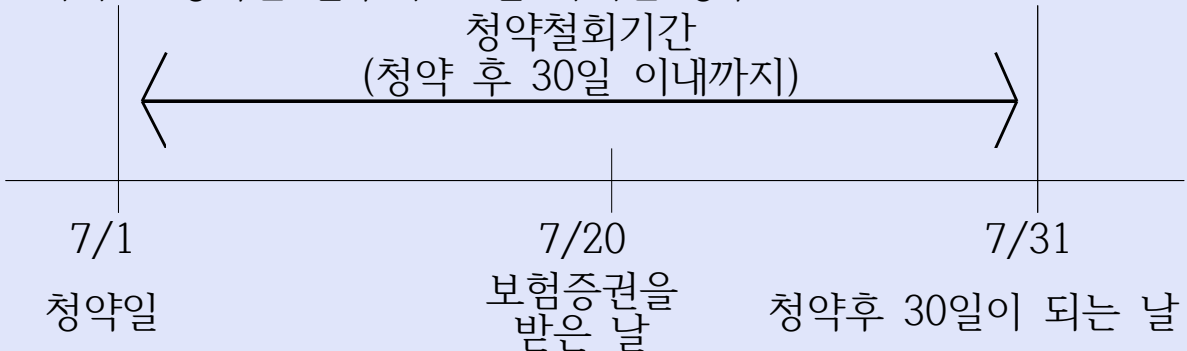 청약철회기간
(청약 후 30일 이내까지)
7/1
7/20
7/31
청약일
보험증권을
받은 날
청약후 30일이 되는 날